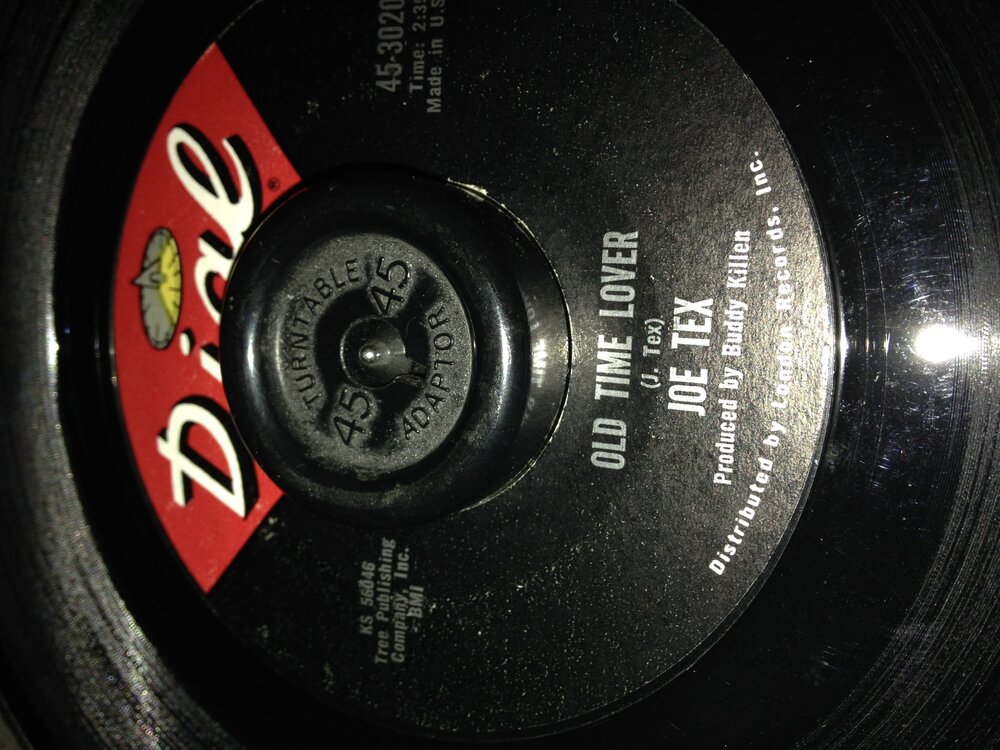 Dial
®
45-3020
Time: 2:39
Made in U.S.
TURNTABLE
45
45
ADAPTOR
KS 56046
Tree Publishing
Company, Inc.
- BMI
OLD TIME LOVER
(J. Tex)
JOE TEX
Produced by Buddy Killen
Distributed by London Records, Inc.